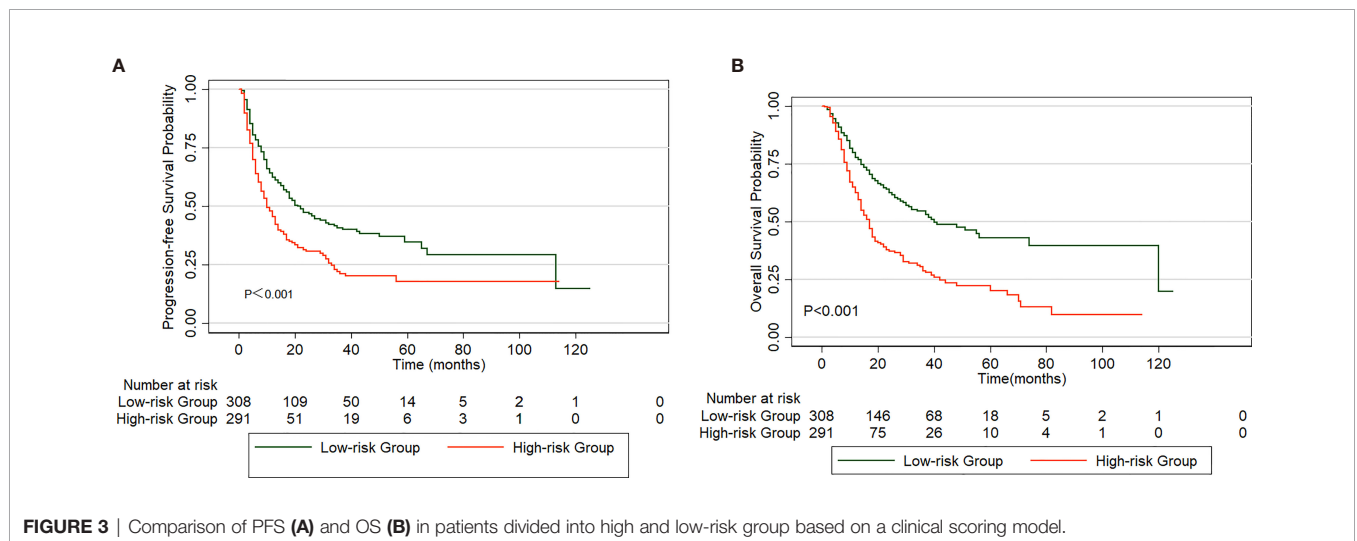 A
Progression-free Survival Probability
1.00
0.75
0.50
0.25
0.00
P<0.001
0 20 40 60 80 100 120
Time (months)
Number at risk
Low-risk Group 308 109 50 14 5 2 1 0
High-risk Group 291 51 19 6 3 1 0 0
Low-risk Group High-risk Group
B
Overall Survival Probability
1.00
0.75
0.50
0.25
0.00
P<0.001
0 20 40 60 80 100 120
Time(months)
Number at risk
Low-risk Group 308 146 68 18 5 2 1 0
High-risk Group 291 75 26 10 4 1 0 0
Low-risk Group High-risk Group
FIGURE 3 | Comparison of PFS (A) and OS (B) in patients divided into high and low-risk group based on a clinical scoring model.